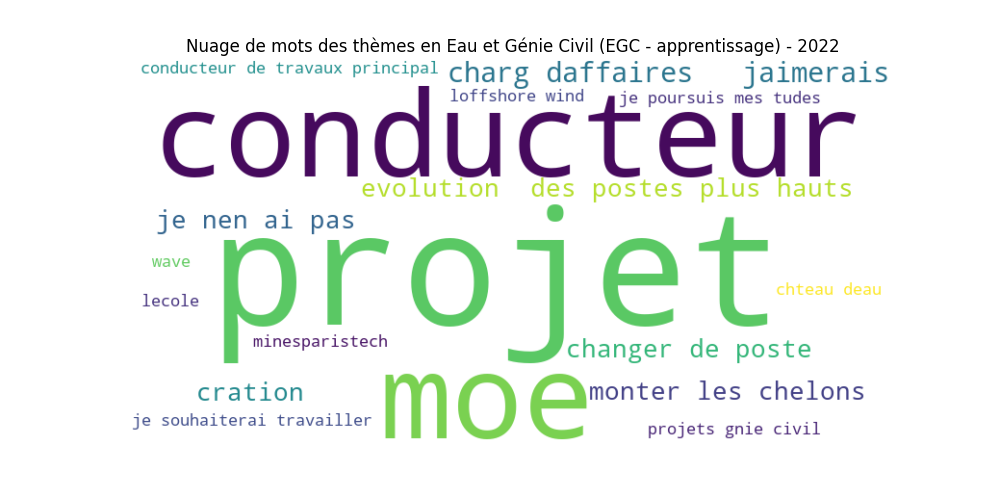 Nuage de mots des thèmes en Eau et Génie Civil (EGC - apprentissage) - 2022
conducteur de travaux principal
charg daffaires
jaimerais
loffshore wind
je poursuis mes tudes
conducteur
evolution  des postes plus hauts
je nen ai pas
projet
wave
chteau deau
lecole
minesparistech
changer de poste
moe
cration
monter les chelons
je souhaiterai travailler
projets gnie civil